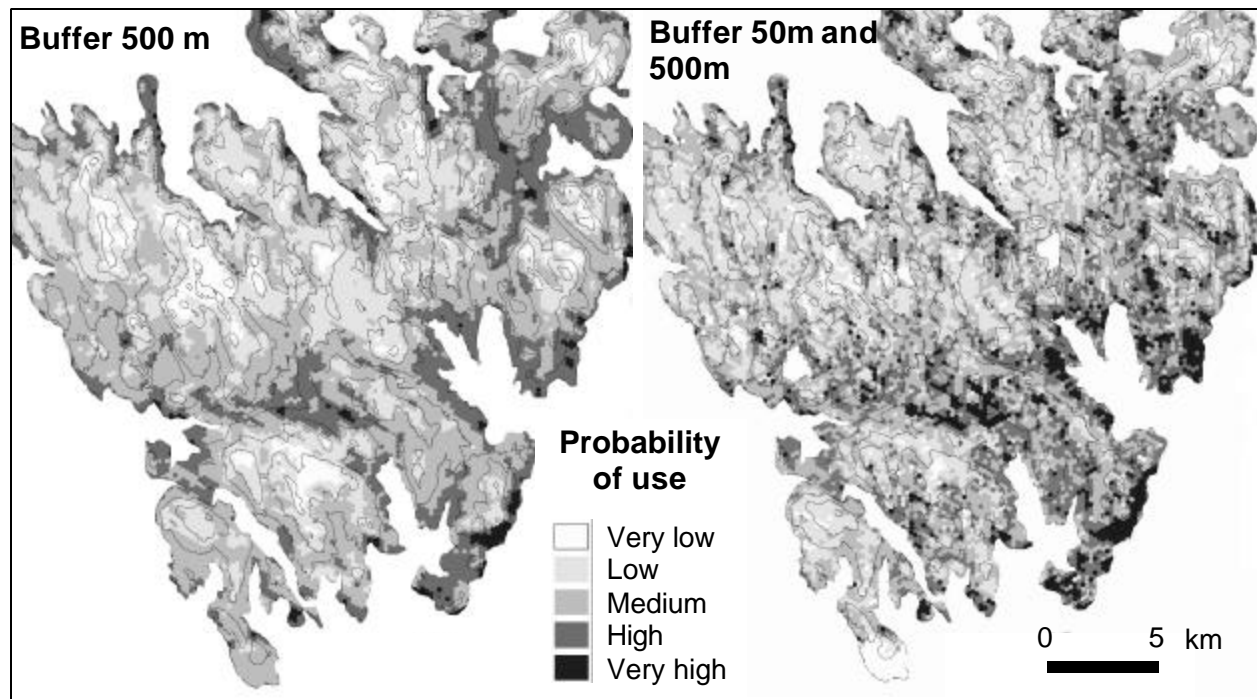 Buffer 500 m
Buffer 50m and
500m
Probability
of use
Very low
Low
Medium
High
Very high
0 5 km